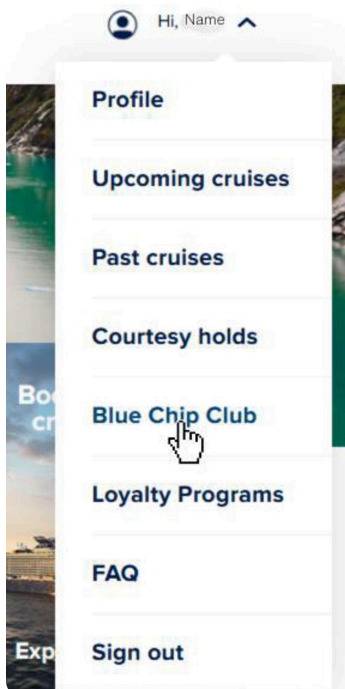 Hi, Name
Profile
Upcoming cruises
Past cruises
Courtesy holds
Blue Chip Club
Loyalty Programs
FAQ
Sign out